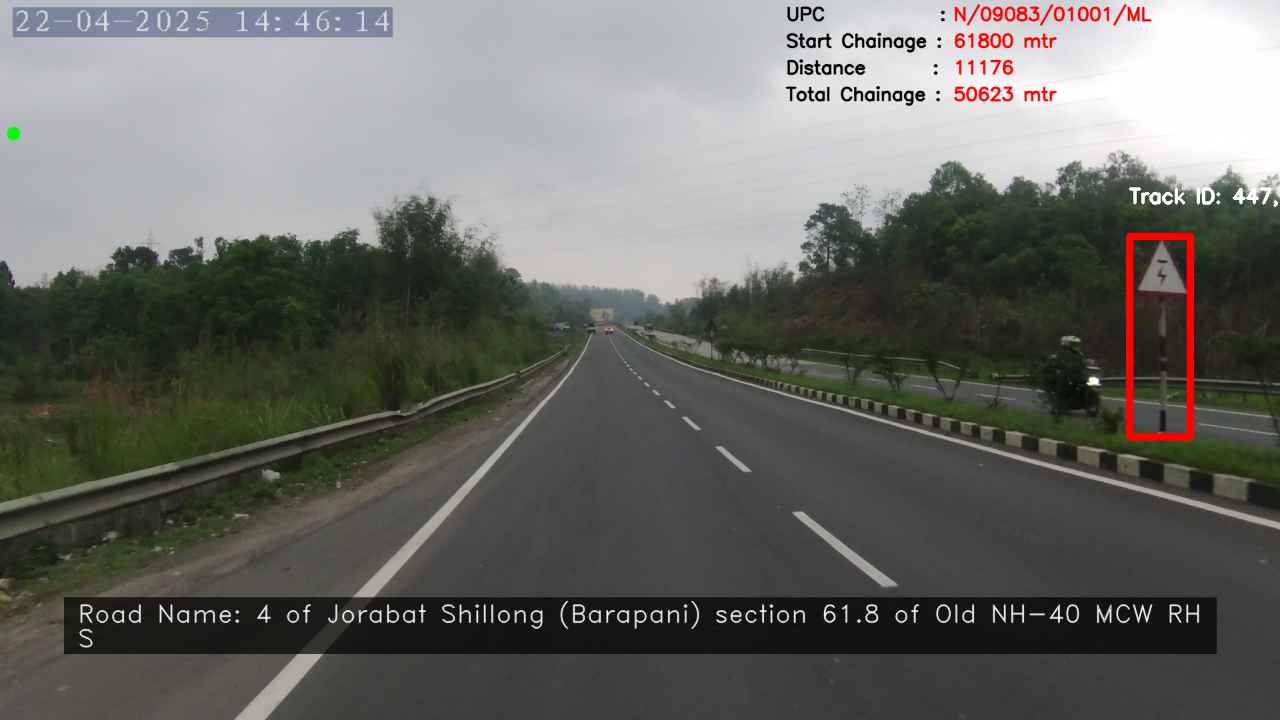 22-04-2025 14:46:14
UPC : N/09083/01001/ML
Start Chainage : 61800 mtr
Distance : 11176
Total Chainage : 50623 mtr
Track ID: 447,
Road Name: 4 of Jorabat Shillong (Barapani) section 61.8 of Old NH-40 MCW RH
S